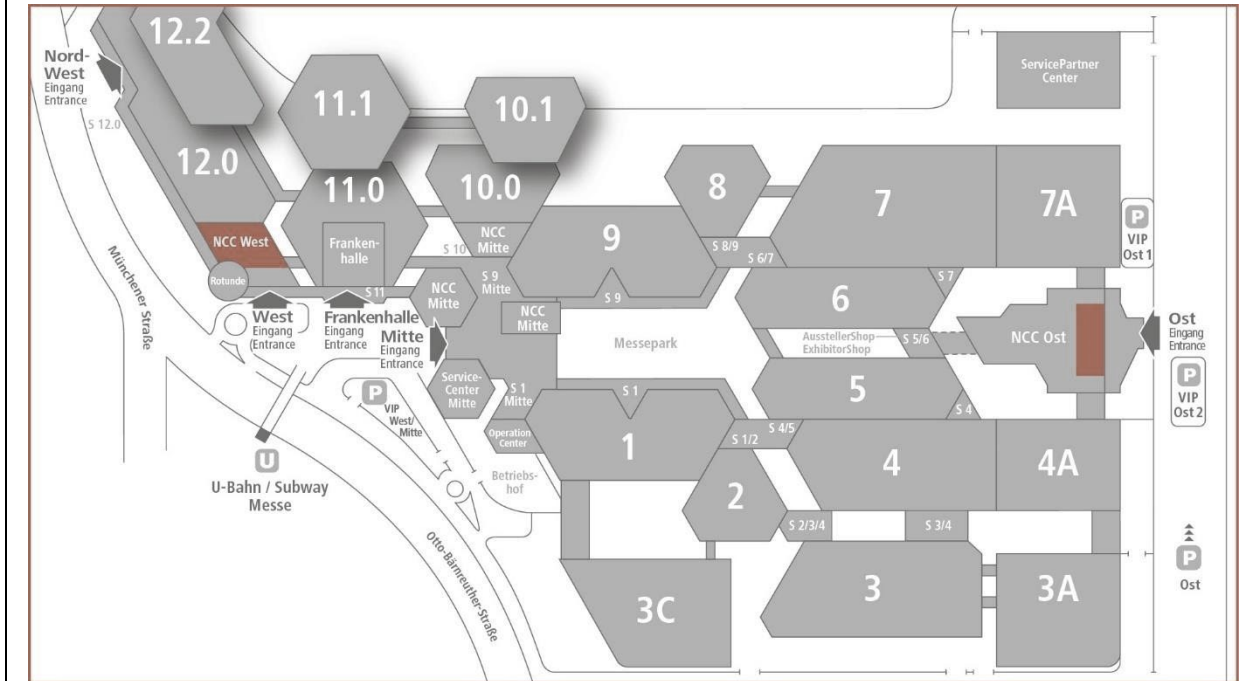 12.2
Nord-
West
Eingang
Entrance
S 12.0
12.0
11.1
10.1
11.0
10.0
ServicePartner
Center
8
7
7A
P
VIP
Ost 1
NCC West
Franken-
halle
S 10
NCC
Mitte
9
S 8/9
S 6/7
S 7
Rotunde
S 11
NCC
Mitte
S 9
Mitte
S 9
NCC
Mitte
6
Münchener Straße
West
Eingang
(Entrance
Frankenhalle
Eingang
Entrance
Mitte
Eingang
Entrance
Messepark
AusstellerShop
ExhibitorShop
S 5/6
NCC Ost
Ost
Eingang
Entrance
P
VIP
Ost 2
Service-
Center
Mitte
P
VIP
West/
Mitte
S 1
Mitte
S 1
5
S 4
Operation
Center
1
S 1/2
S 4/5
4
4A
U
U-Bahn / Subway
Messe
Betriebs-
hof
2
S 2/3/4
S 3/4
Otto-Bärnreuther-Straße
3C
3
3A
P
Ost